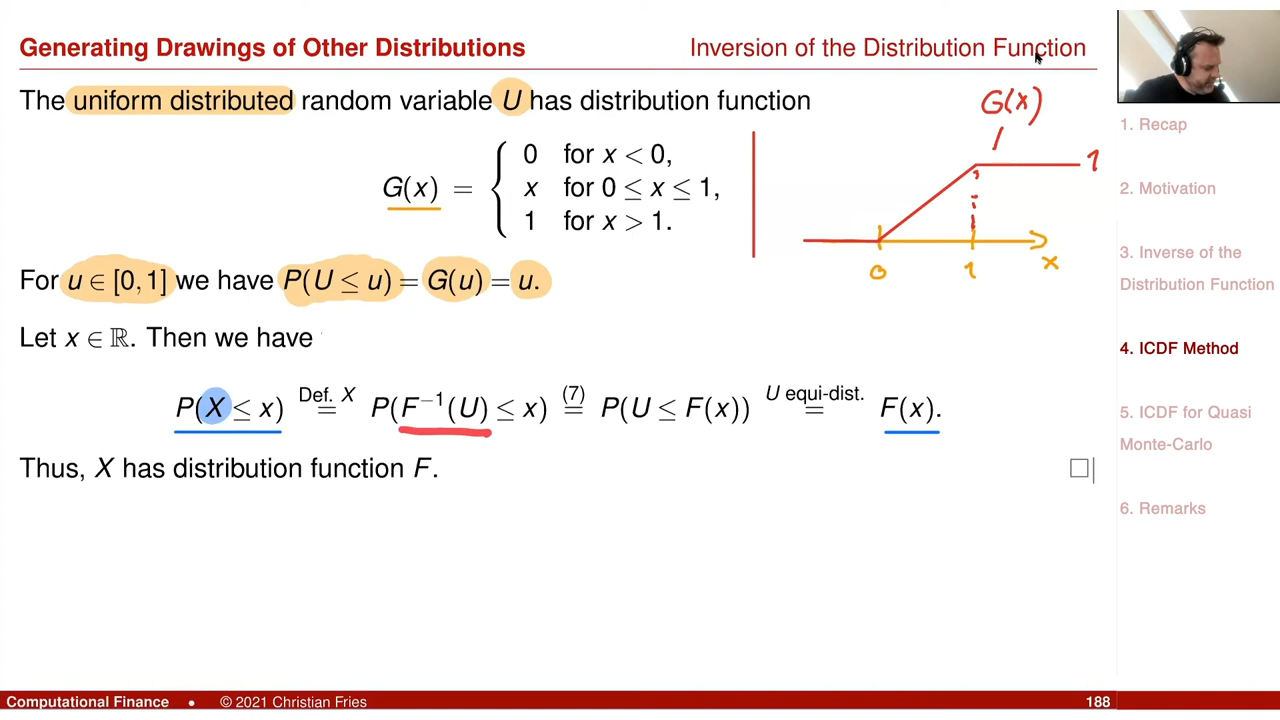 Generating Drawings of Other Distributions
Inversion of the Distribution Function
The uniform distributed random variable U has distribution function
G(x) = { 0 for x < 0,
x for 0 ≤ x ≤ 1,
1 for x > 1.
G(x)
1
0 1 x
For u ∈ [0, 1] we have P(U ≤ u) = G(u) = u.
Let x ∈ ℝ. Then we have
P(X ≤ x) Def. X = P(F⁻¹(U) ≤ x) (7) = P(U ≤ F(x)) U equi-dist. = F(x).
Thus, X has distribution function F.
□
1. Recap
2. Motivation
3. Inverse of the
Distribution Function
4. ICDF Method
5. ICDF for Quasi
Monte-Carlo
6. Remarks
Computational Finance • © 2021 Christian Fries 188